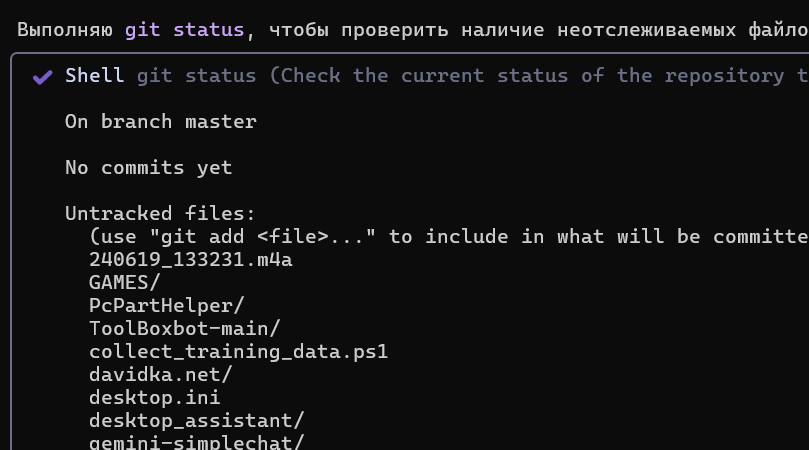 Выполняю git status, чтобы проверить наличие неотслеживаемых файло
✔ Shell git status (Check the current status of the repository t
On branch master
No commits yet
Untracked files:
(use "git add <file>..." to include in what will be committe
240619_133231.m4a
GAMES/
PcPartHelper/
ToolBoxbot-main/
collect_training_data.ps1
davidka.net/
desktop.ini
desktop_assistant/
gemini-simplechat/